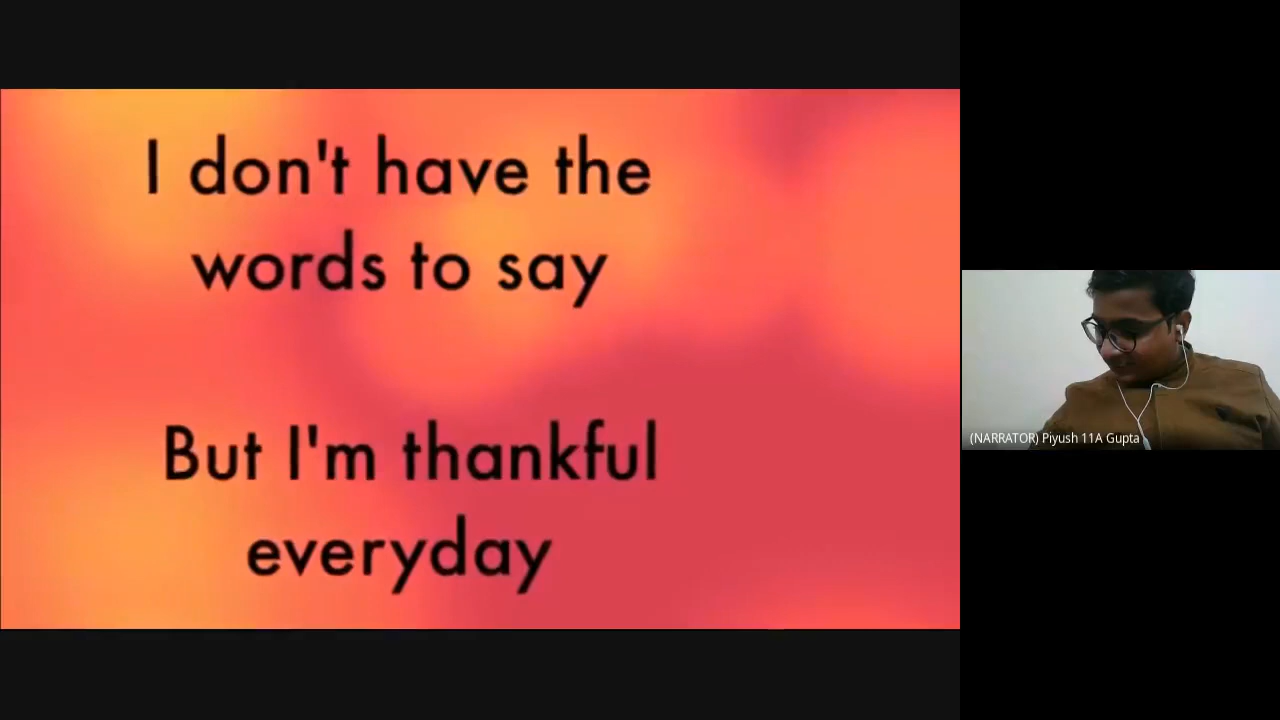 I don't have the
words to say
But I'm thankful
everyday
(NARRATOR) Piyush 11A Gupta